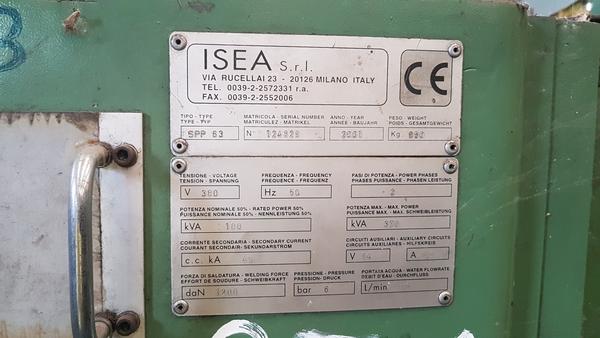 ISEA S.r.l.
VIA RUCELLAI 23 - 20126 MILANO ITALY
TEL. 0039-2-2572331 r.a.
FAX. 0039-2-2552006
CE
TIPO - TYPE
TYPE - TYP
SPP 63
MATRICOLA - SERIAL NUMBER
MATRICULEZ - MATRIKEL
N°
ANNO - YEAR
ANNEE - BAUJAHR
PESO - WEIGHT
POIDS - GESAMTGEWICHT
Kg.
TENSIONE - VOLTAGE
TENSION - SPANNUNG
V 380
FREQUENZA - FREQUENCY
FREQUENCE - FREQUENZ
Hz 50
FASI DI POTENZA - POWER PHASES
PHASES PUISSANCE - PHASEN LEISTUNG
2
POTENZA NOMINALE 50% - RATED POWER 50%
PUISSANCE NOMINALE 50% - NENNLEISTUNG 50%
kVA 100
POTENZA MAX. - MAX. POWER
PUISSANCE MAX. - MAX. SCHWEIBLEISTUNG
kVA
CORRENTE SECONDARIA - SECONDARY CURRENT
COURANT SECONDAIR - SEKUNDARSTROM
c.c. kA
CIRCUITI AUSILIARI - AUXILIARY CIRCUITS
CIRCUITS AUXILIAIRES - HILFSKREIS
V
A
FORZA DI SALDATURA - WELDING FORCE
EFFORT DE SOUDURE - SCHWEIBKRAFT
daN 1200
PRESSIONE - PRESSURE
PRESSION - DRUCK
bar 6
PORTATA ACQUA - WATER FLOWRATE
DEBIT D'EAU - DURCHFLUSS
l/min